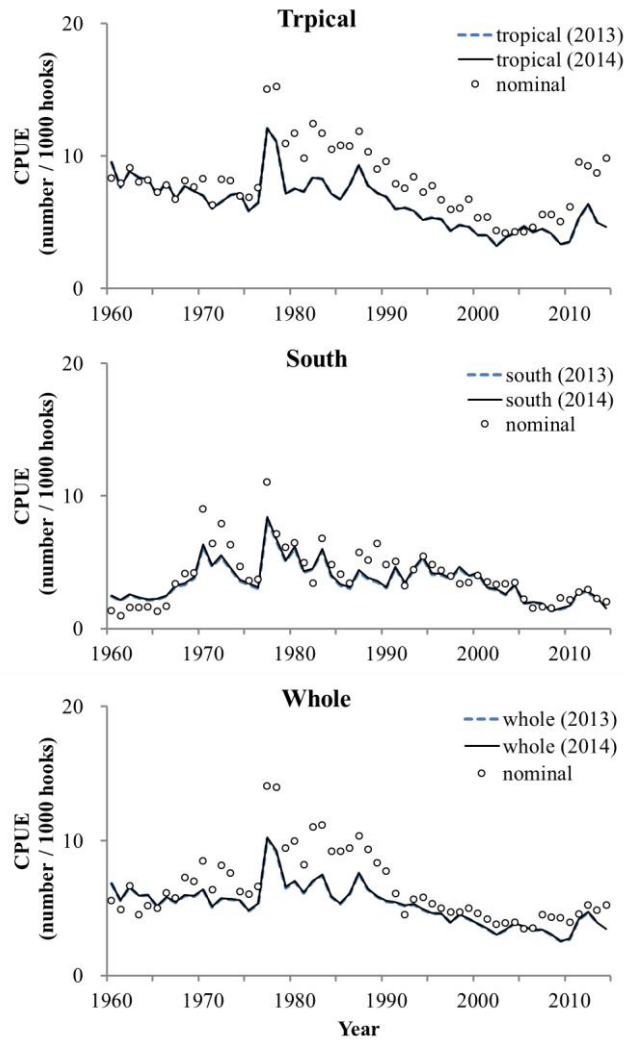 Trpical
20
10
0
CPUE
(number / 1000 hooks)
tropical (2013)
tropical (2014)
nominal
1960 1970 1980 1990 2000 2010
South
20
10
0
CPUE
(number / 1000 hooks)
south (2013)
south (2014)
nominal
1960 1970 1980 1990 2000 2010
Whole
20
10
0
CPUE
(number / 1000 hooks)
whole (2013)
whole (2014)
nominal
1960 1970 1980 1990 2000 2010
Year